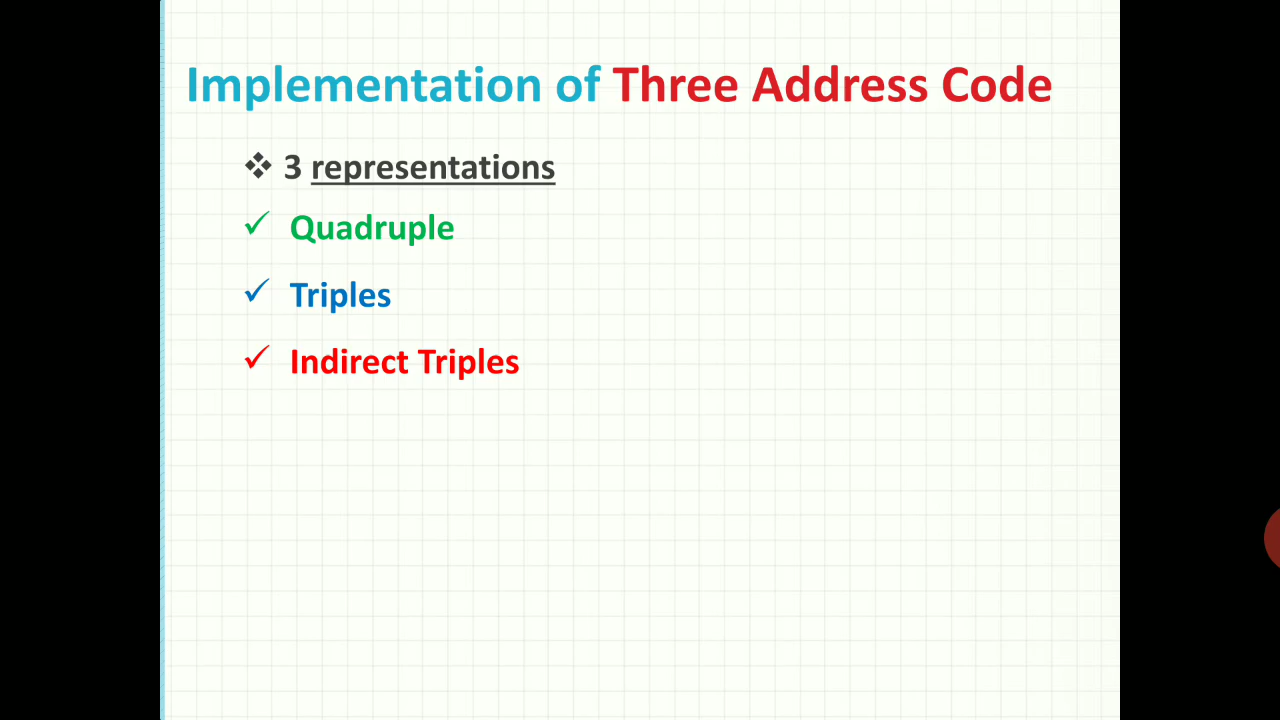 Implementation of Three Address Code
❖ 3 representations
✓ Quadruple
✓ Triples
✓ Indirect Triples